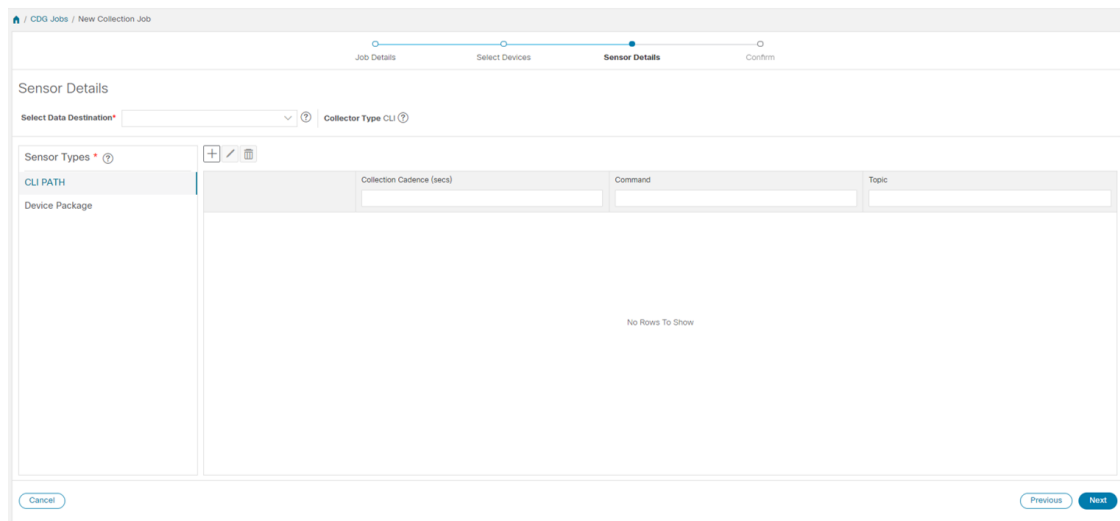 / CDG Jobs / New Collection Job
Job Details Select Devices Sensor Details Confirm
Sensor Details
Select Data Destination* Collector Type CLI
Sensor Types *
CLI PATH
Device Package
Collection Cadence (secs) Command Topic
No Rows To Show
Cancel Previous Next